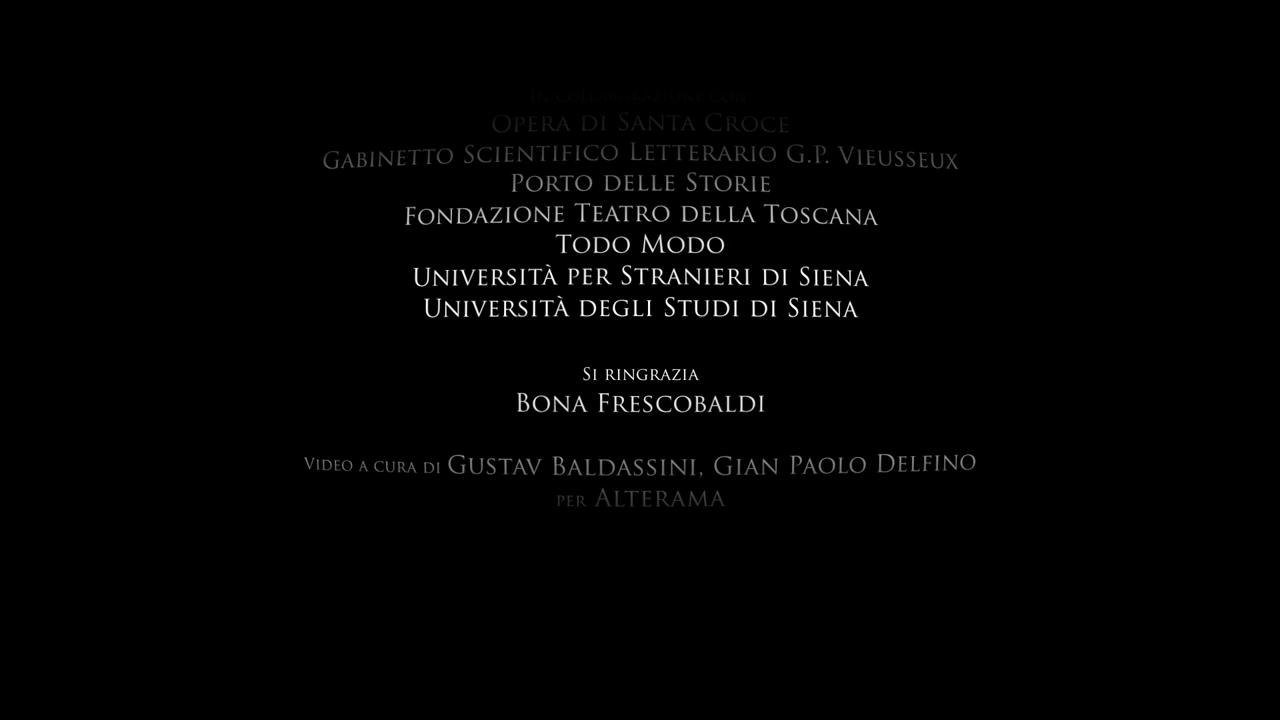 In collaborazione con
Opera di Santa Croce
Gabinetto Scientifico Letterario G.P. Vieusseux
Porto delle Storie
Fondazione Teatro della Toscana
Todo Modo
Università per Stranieri di Siena
Università degli Studi di Siena
Si ringrazia
Bona Frescobaldi
Video a cura di Gustav Baldassini, Gian Paolo Delfino
per Alterama